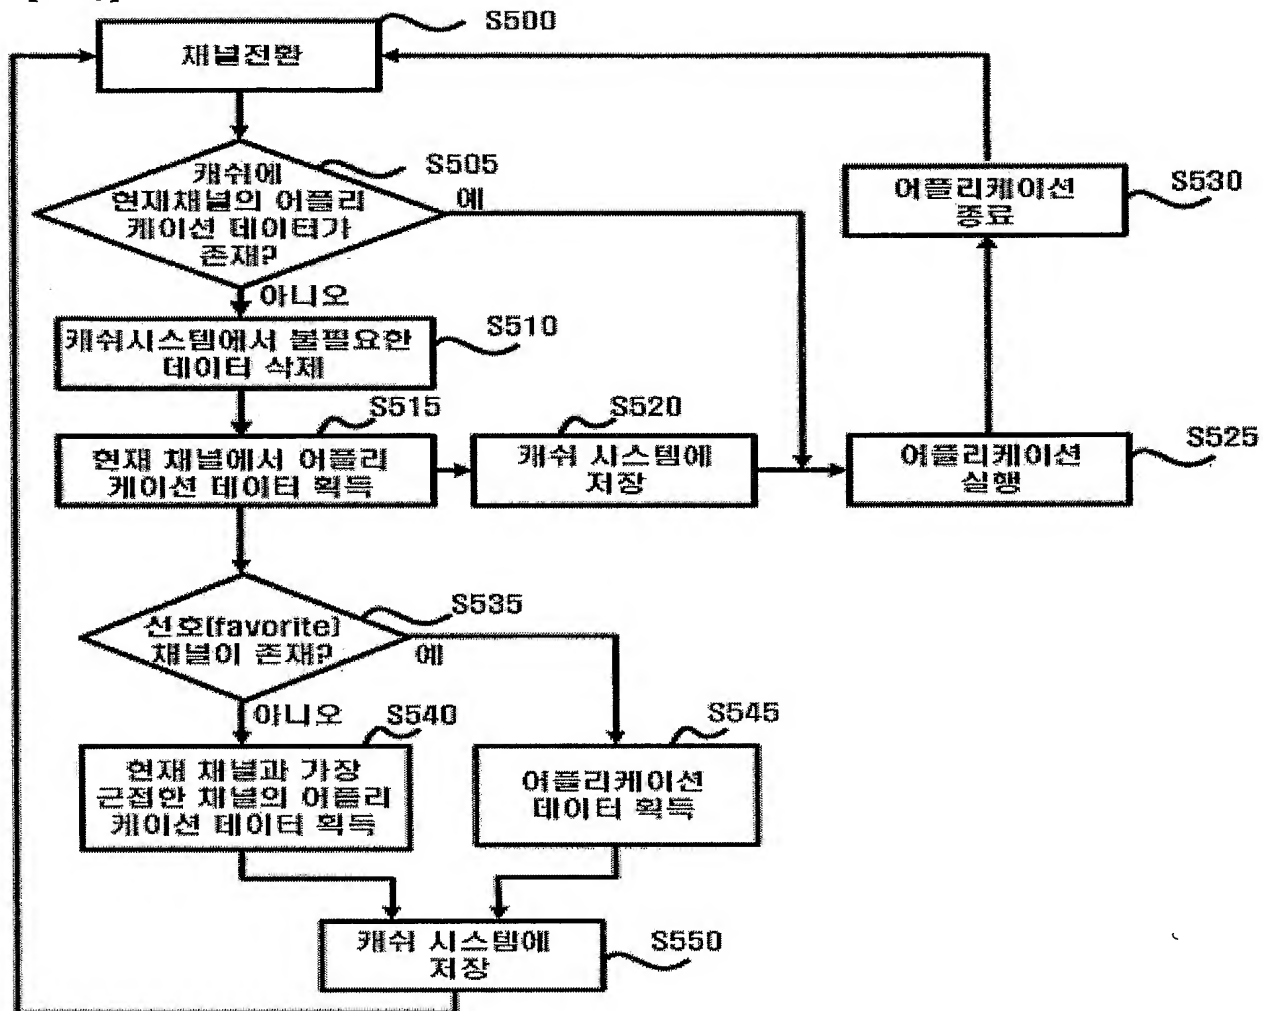 S500
채널전환
S505
캐쉬에
현재채널의 어플리
케이션 데이터가
존재?
예
아니오
어플리케이션
종료
S530
캐쉬시스템에서 불필요한
데이터 삭제
S510
S515
현재 채널에서 어플리
케이션 데이터 획득
S520
캐쉬 시스템에
저장
어플리케이션
실행
S525
선호(favorite)
채널이 존재?
S535
예
아니오
S540
현재 채널과 가장
근접한 채널의 어플리
케이션 데이터 획득
S545
어플리케이션
데이터 획득
캐쉬 시스템에
저장
S550